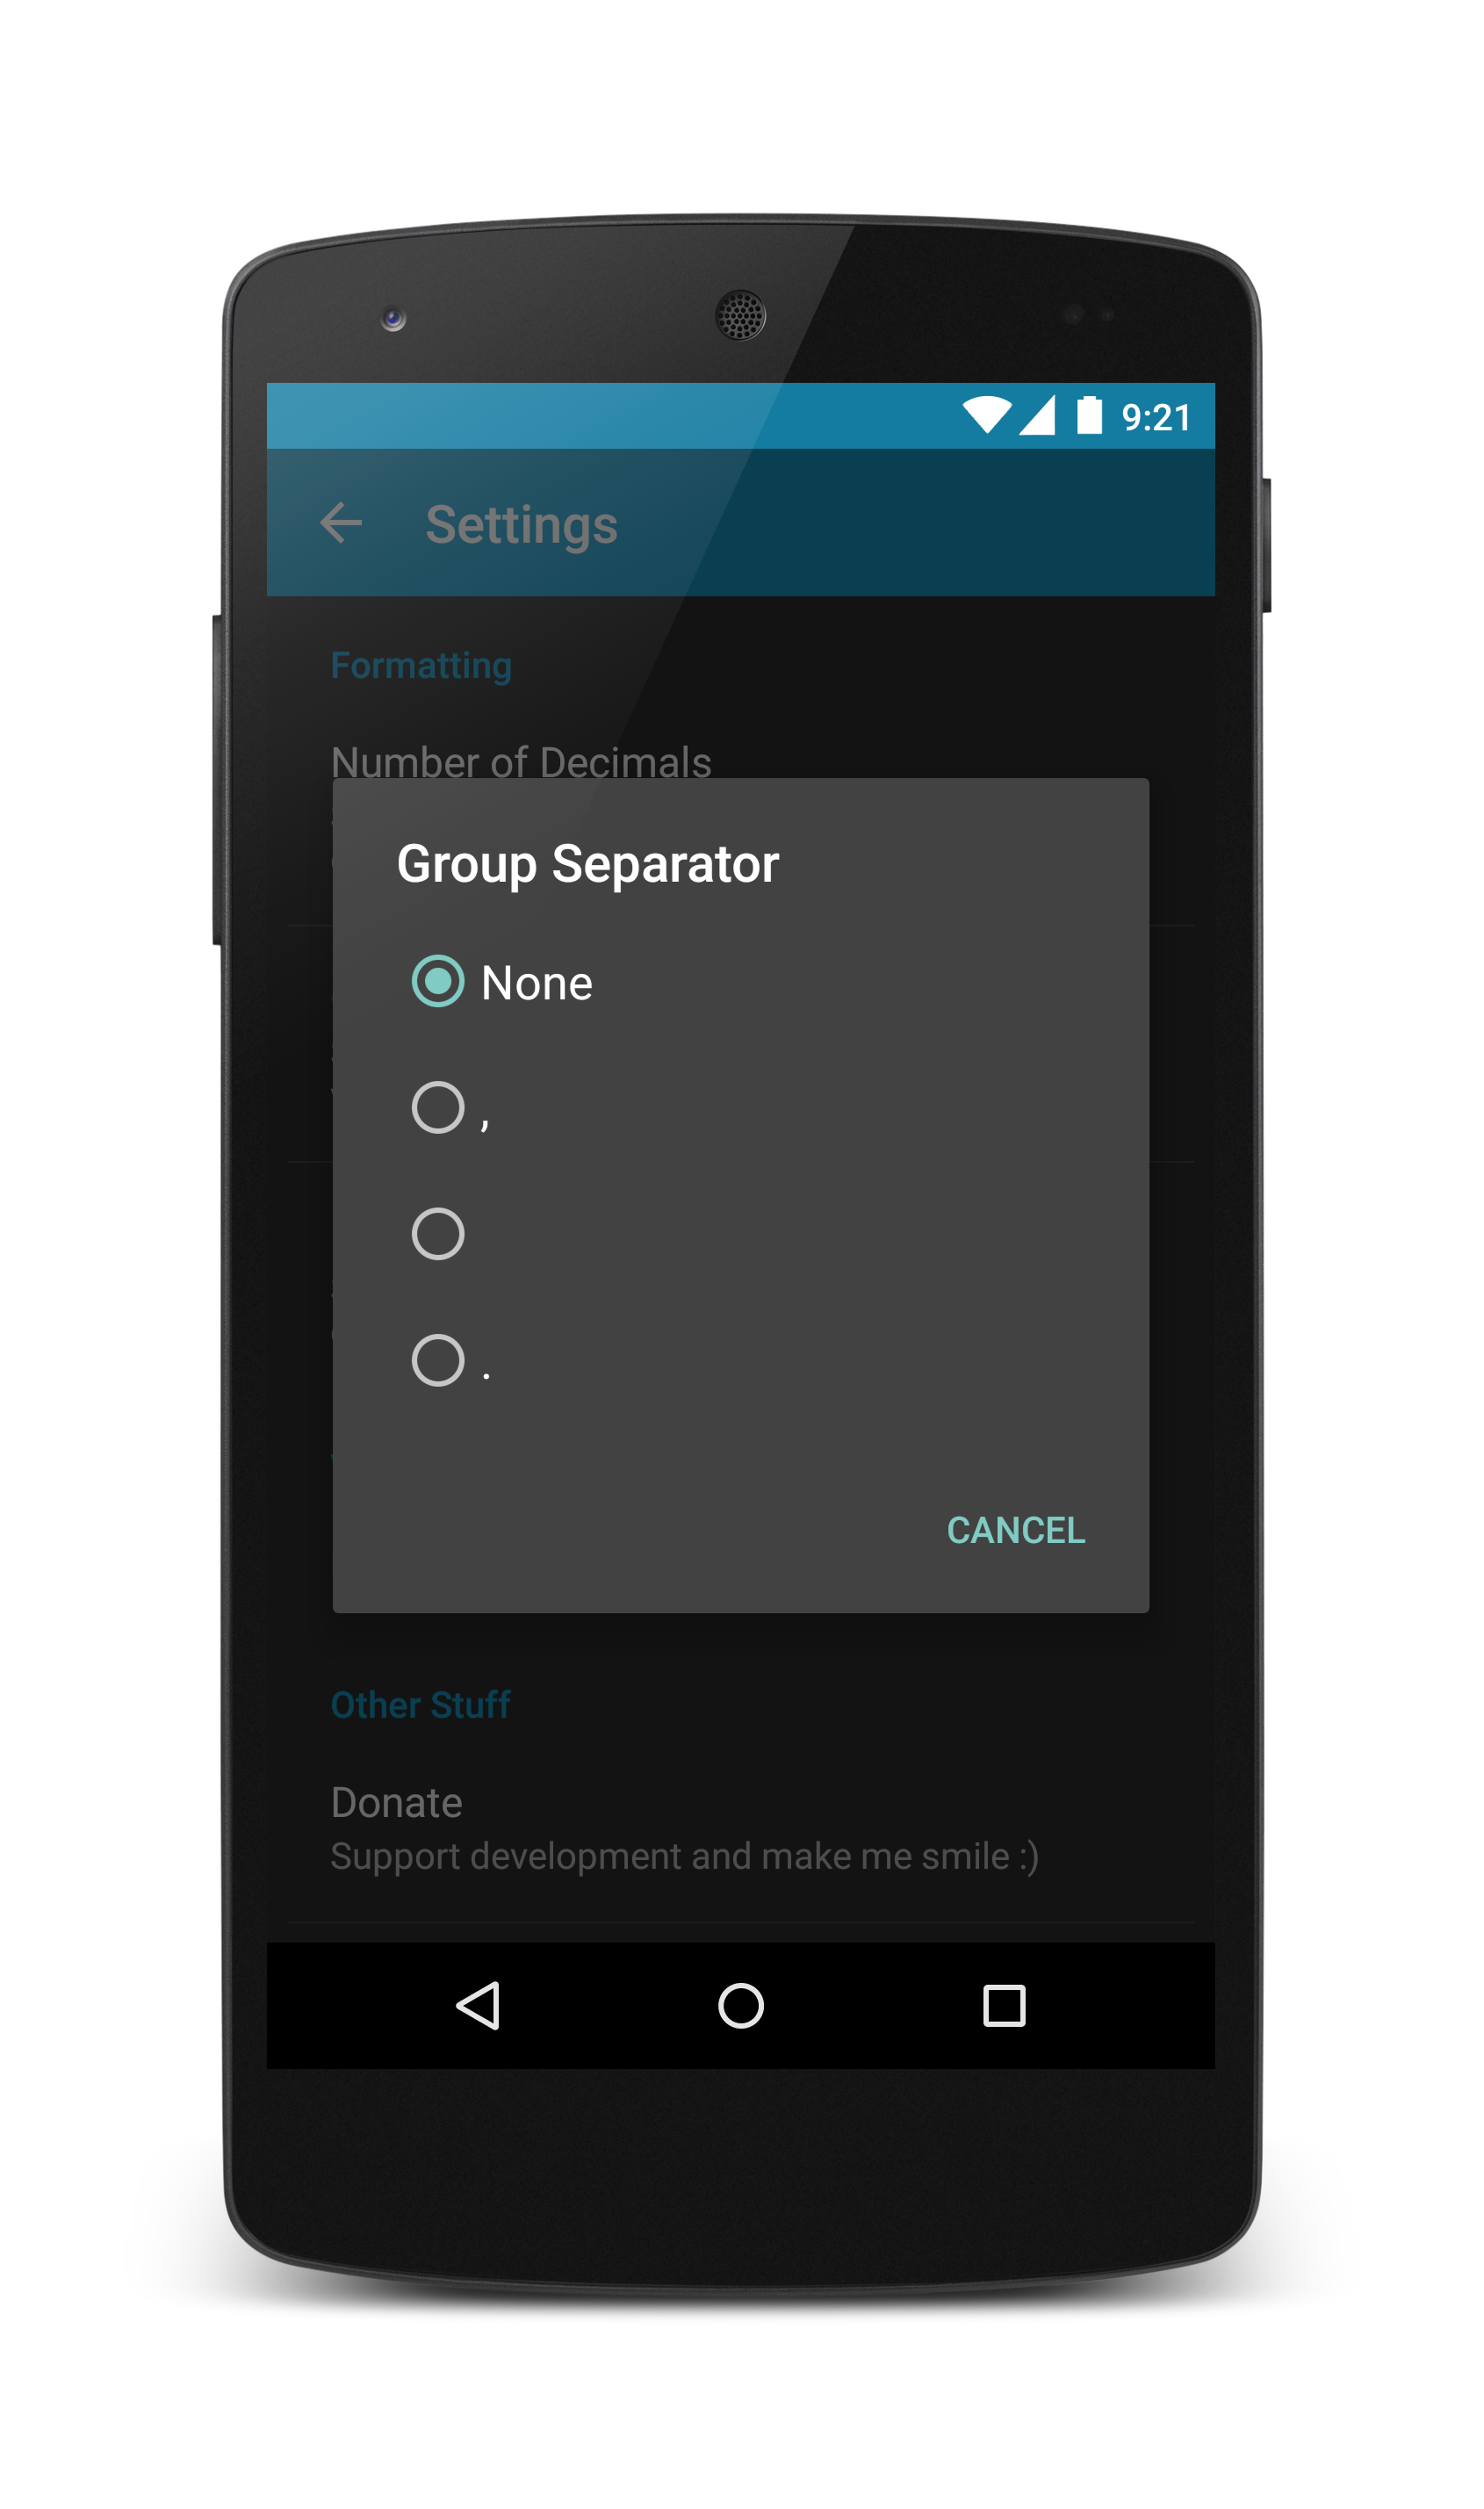 9:21
Settings
Formatting
Number of Decimals
Group Separator
None
,
.
CANCEL
Other Stuff
Donate
Support development and make me smile :)